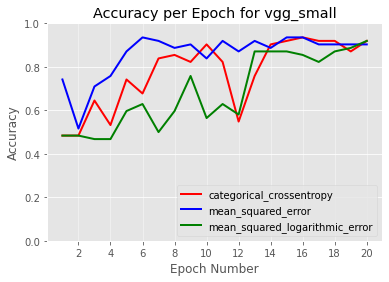 Accuracy per Epoch for vgg_small
1.0
0.8
0.6
0.4
0.2
0.0
Accuracy
categorical_crossentropy
mean_squared_error
mean_squared_logarithmic_error
2 4 6 8 10 12 14 16 18 20
Epoch Number